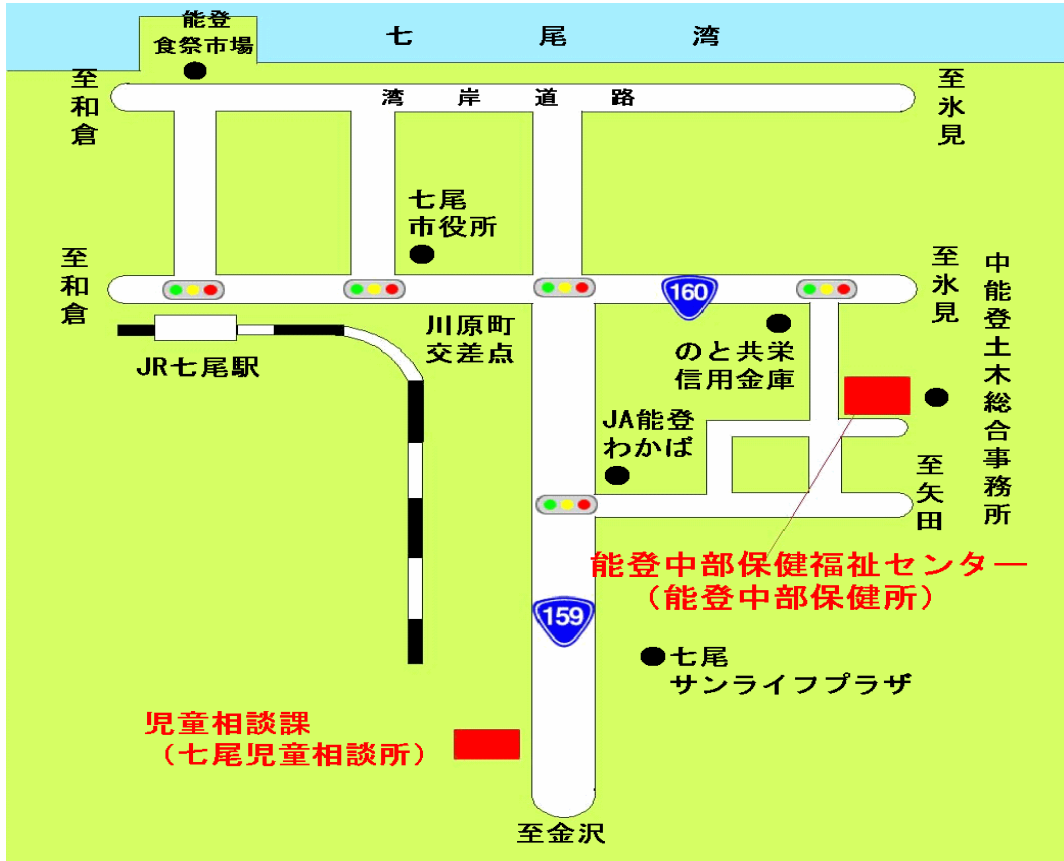 能登
食祭市場
七尾湾
至和倉
湾岸道路
至氷見
七尾
市役所
至和倉
160
至氷見
中能登土木総合事務所
川原町
交差点
のと共栄
信用金庫
JR七尾駅
JA能登
わかば
至矢田
能登中部保健福祉センター
（能登中部保健所）
159
七尾
サンライフプラザ
児童相談課
（七尾児童相談所）
至金沢